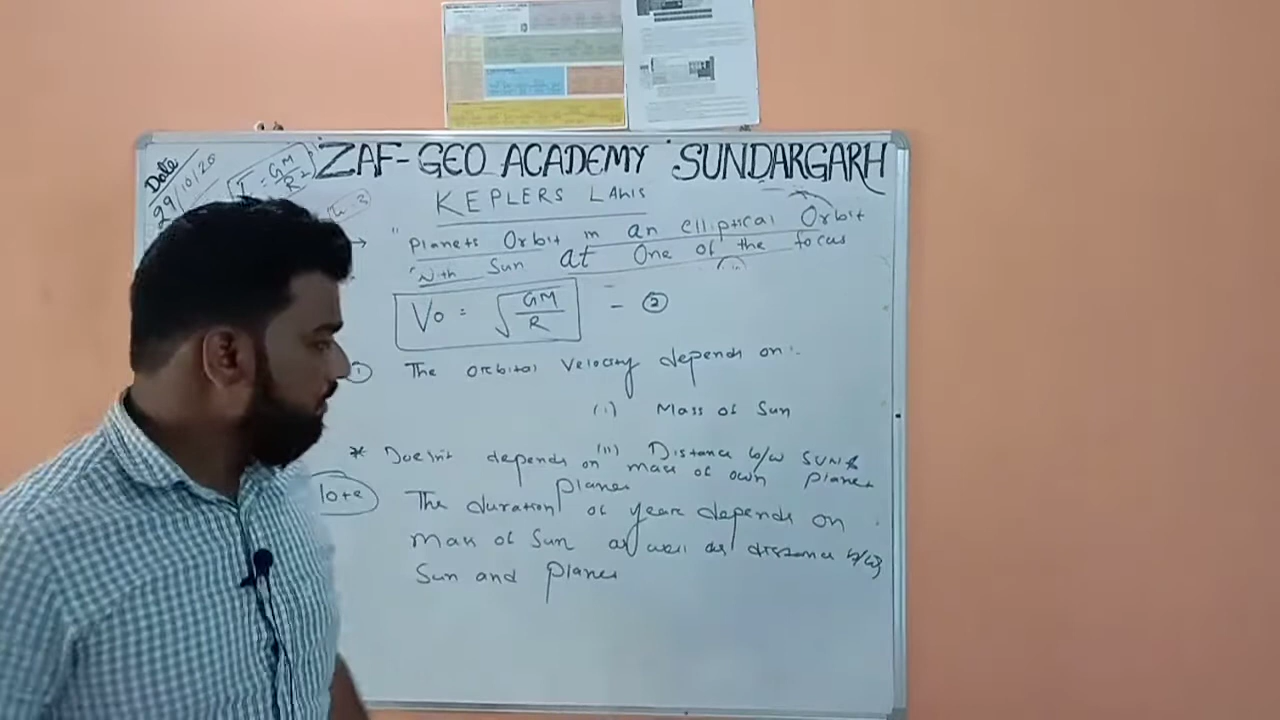 ZAF-GEO ACADEMY SUNDARGARH
Date
29/10/20
I = GM/R²
KEPLERS LAWS
→ "Planets Orbit in an Elliptical Orbit
with Sun at One of the focus
Vo = √GM/R - ②
① The orbital velocity depends on:-
(i) Mass of Sun
(ii) Distance b/w SUN &
planet
* Doesn't depends on mass of own planet
The duration of year depends on
mass of Sun as well as distance b/w
Sun and planet